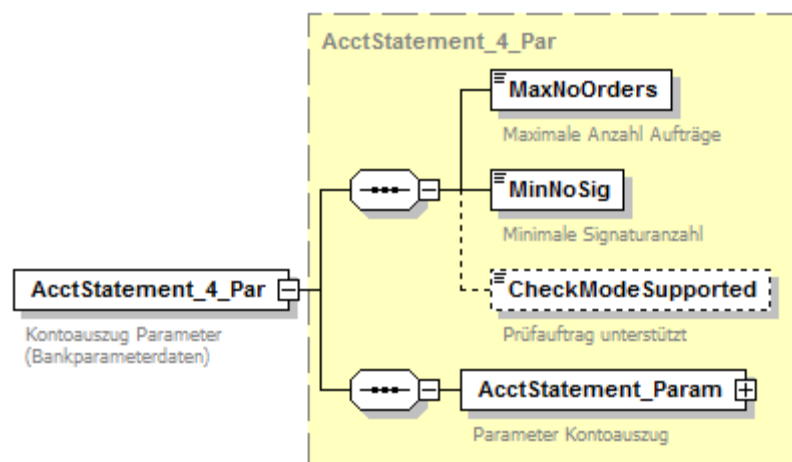 AcctStatement_4_Par
MaxNoOrders
Maximale Anzahl Aufträge
MinNoSig
Minimale Signaturanzahl
AcctStatement_4_Par
Kontoauszug Parameter
(Bankparameterdaten)
CheckModeSupported
Prüfauftrag unterstützt
AcctStatement_Param
Parameter Kontoauszug